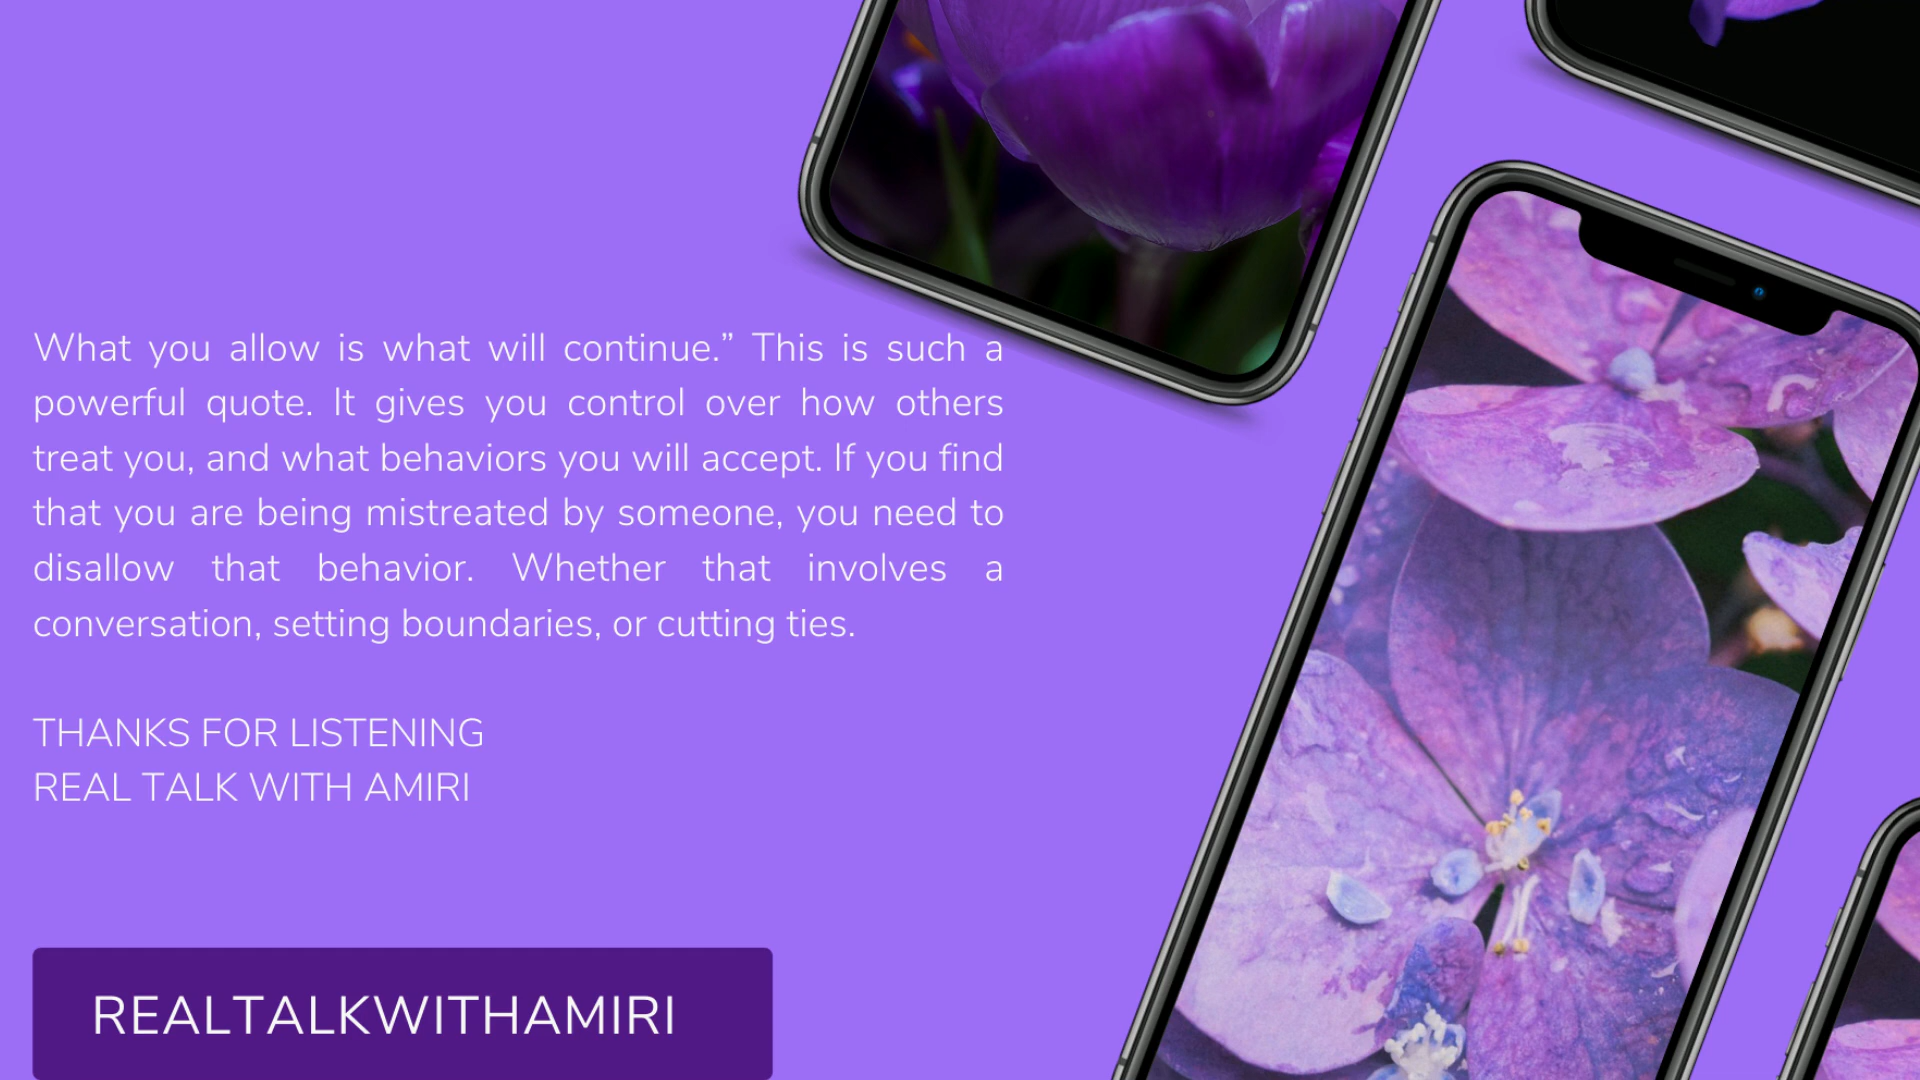 What you allow is what will continue.” This is such a
powerful quote. It gives you control over how others
treat you, and what behaviors you will accept. If you find
that you are being mistreated by someone, you need to
disallow that behavior. Whether that involves a
conversation, setting boundaries, or cutting ties.
THANKS FOR LISTENING
REAL TALK WITH AMIRI
REALTALKWITHAMIRI